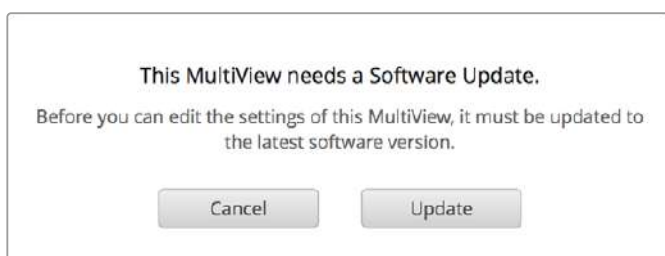 This MultiView needs a Software Update.
Before you can edit the settings of this MultiView, it must be updated to
the latest software version.
Cancel
Update